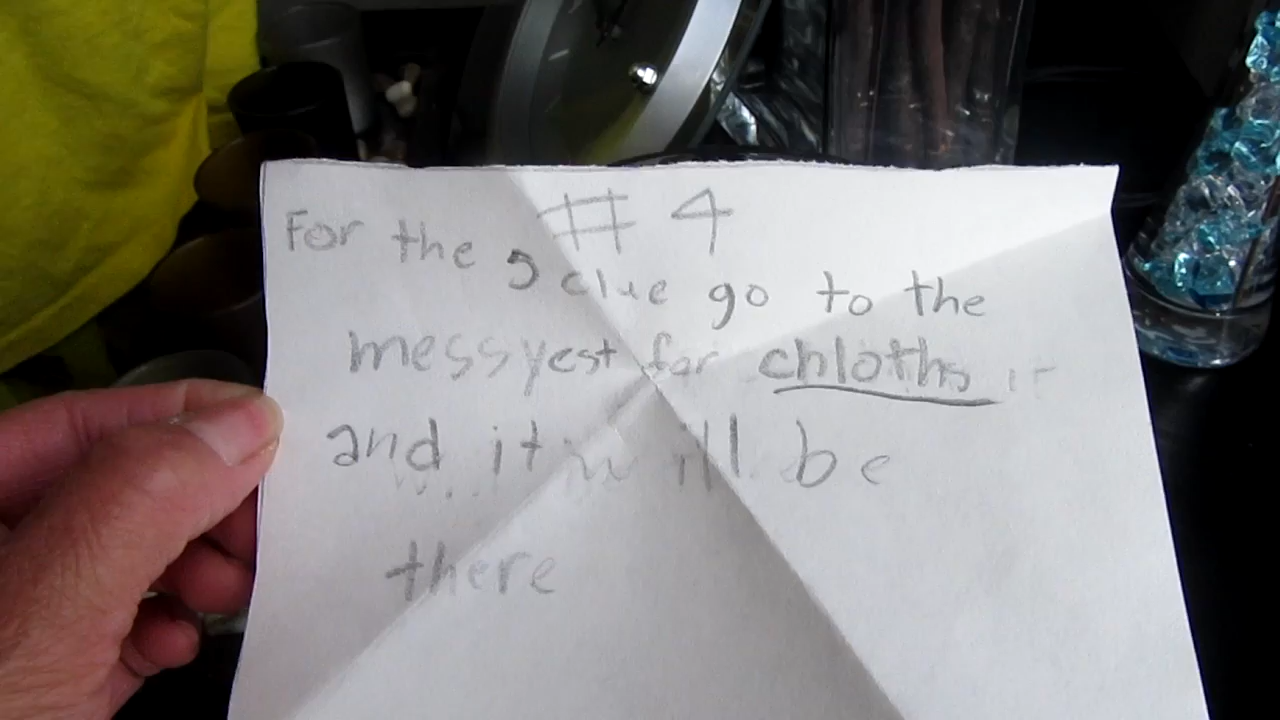 # 4
For the 5 clue go to the
messyest for chloths
and it will be
there